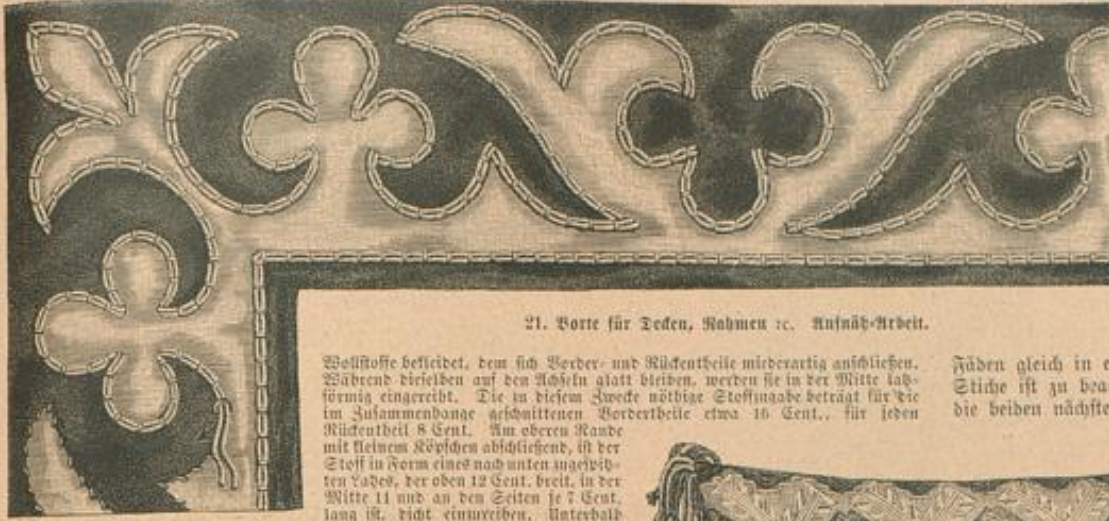 21. Borte für Decken, Rahmen ꝛc. Aufnäh-Arbeit.
Wollstoffe bekleidet, dem sich Vorder- und Rückentheile miederartig anschließen.
Während dieselben auf den Achseln glatt bleiben, werden sie in der Mitte latz-
förmig eingereiht. Die zu diesem Zwecke nöthige Stoffzugabe beträgt für die
im Zusammenhange geschnittenen Vordertheile etwa 16 Cent., für jeden
Rückentheil 8 Cent. Am oberen Rande
mit kleinem Köpfchen abschließend, ist der
Stoff in Form eines nach unten zugespitz-
ten Latzes, der oben 12 Cent. breit, in der
Mitte 11 und an den Seiten je 7 Cent.
lang ist, dicht einzureihen. Unterhalb
Fäden gleich in e
Stiche ist zu bea
die beiden nächste